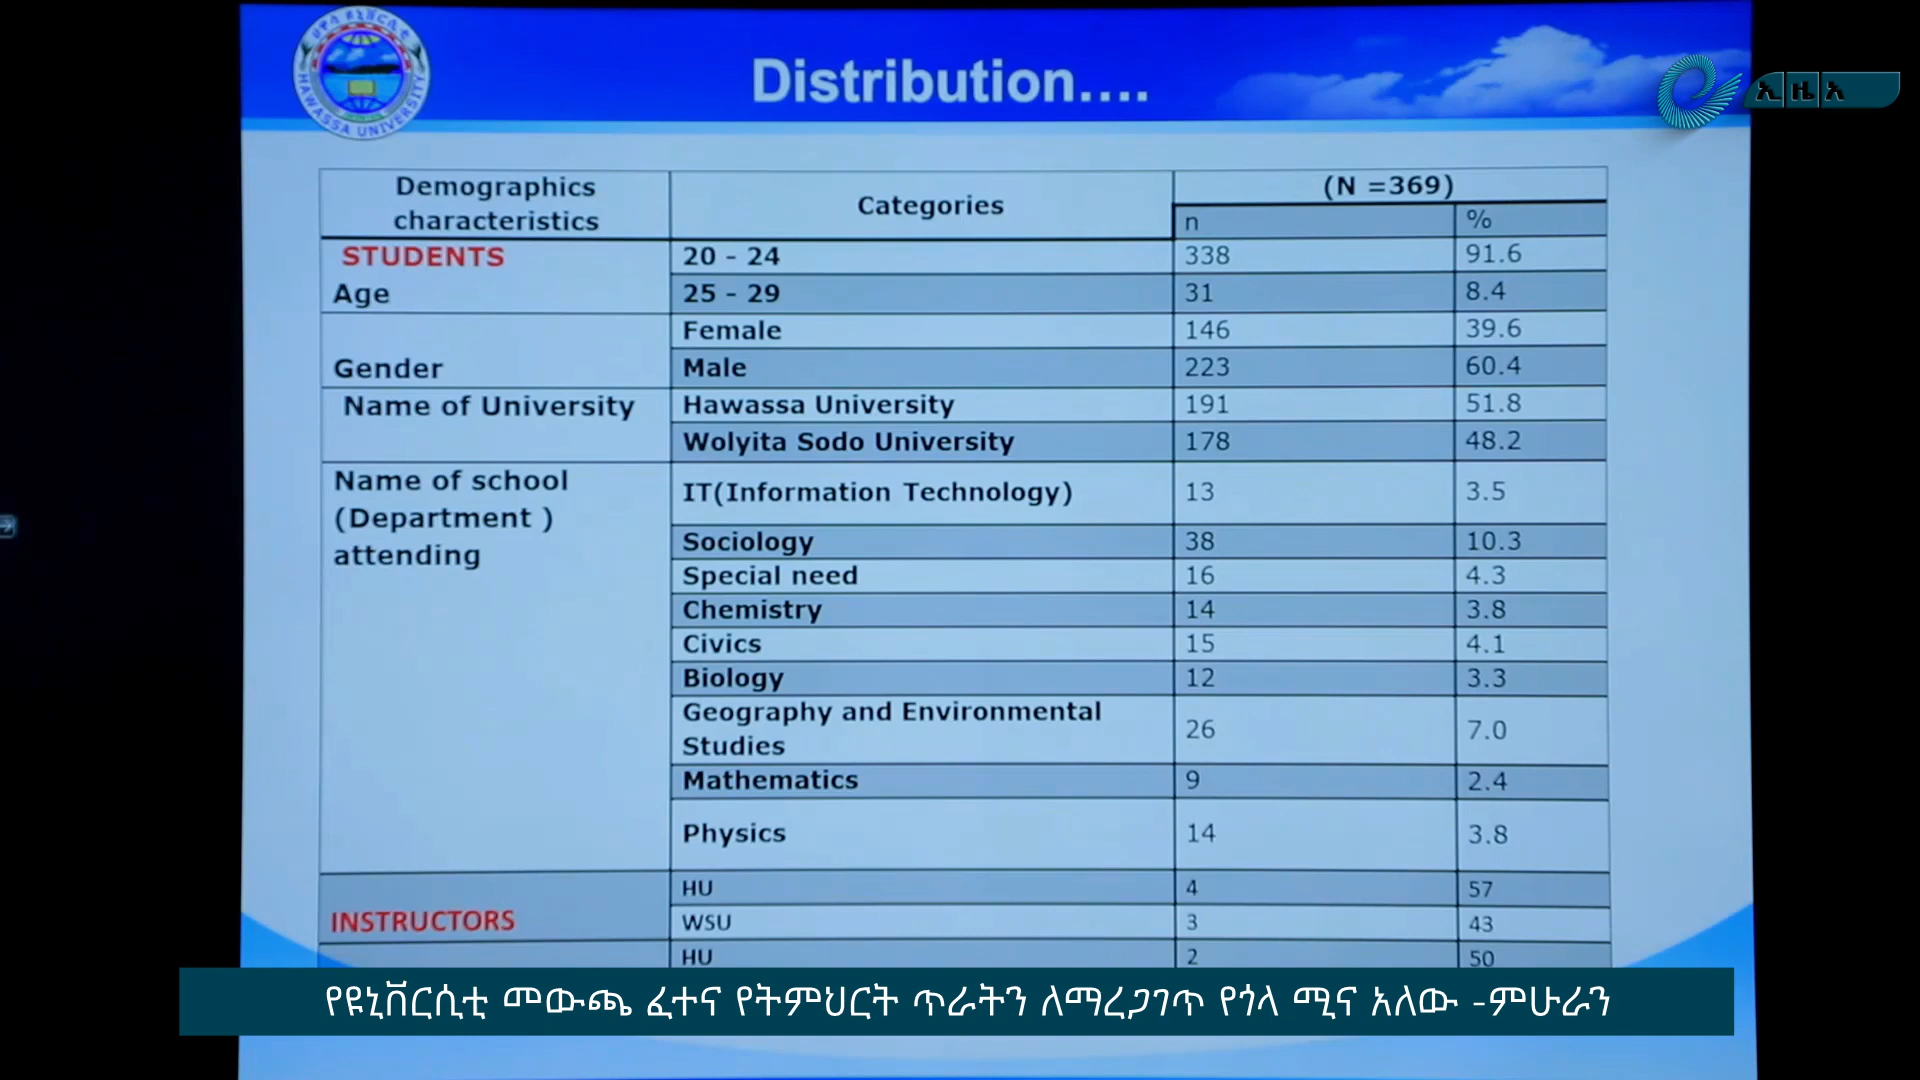 ሀዋሳ ዩኒቨርሲቲ
HAWASSA UNIVERSITY
Distribution....
ኢዜአ
Demographics characteristics | Categories | (N =369)
n | %
STUDENTS | 20 - 24 | 338 | 91.6
Age | 25 - 29 | 31 | 8.4
Female | 146 | 39.6
Gender | Male | 223 | 60.4
Name of University | Hawassa University | 191 | 51.8
Wolyita Sodo University | 178 | 48.2
Name of school (Department ) attending | IT(Information Technology) | 13 | 3.5
Sociology | 38 | 10.3
Special need | 16 | 4.3
Chemistry | 14 | 3.8
Civics | 15 | 4.1
Biology | 12 | 3.3
Geography and Environmental Studies | 26 | 7.0
Mathematics | 9 | 2.4
Physics | 14 | 3.8
HU | 4 | 57
INSTRUCTORS | WSU | 3 | 43
HU | 2 | 50
የዩኒቨርሲቲ መውጫ ፈተና የትምህርት ጥራትን ለማረጋገጥ የጎላ ሚና አለው -ምሁራን